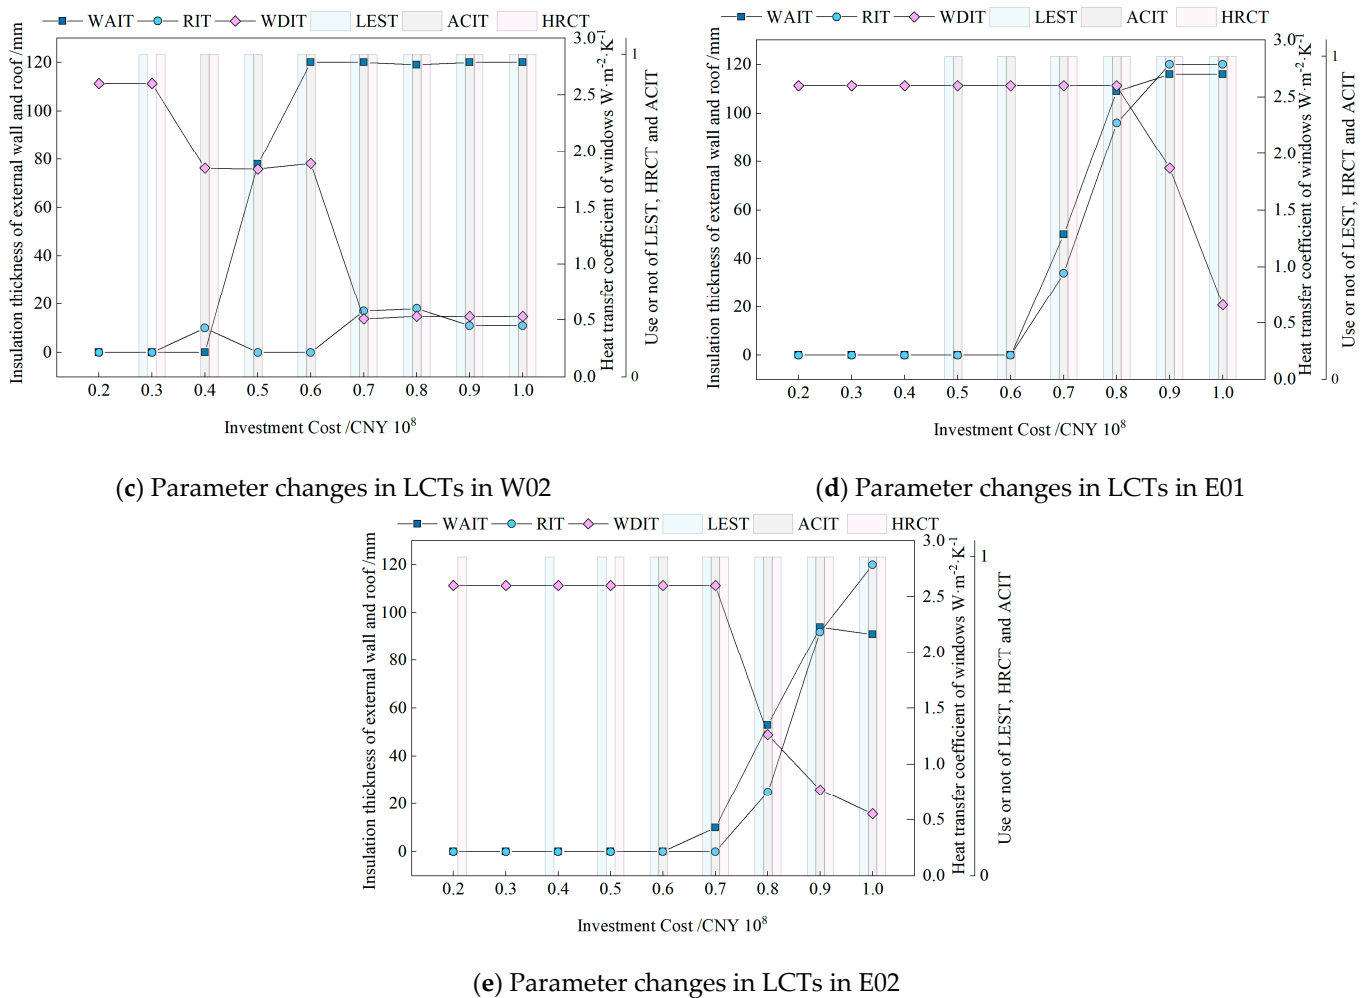 WAIT RIT WDIT LEST ACIT HRCT
Insulation thickness of external wall and roof /mm
120
100
80
60
40
20
0
3.0
2.5
2.0
1.5
1.0
0.5
0.0
Heat transfer coefficient of windows W·m⁻²·K⁻¹
1
0
Use or not of LEST, HRCT and ACIT
0.2 0.3 0.4 0.5 0.6 0.7 0.8 0.9 1.0
Investment Cost /CNY 10⁸
(c) Parameter changes in LCTs in W02
WAIT RIT WDIT LEST ACIT HRCT
Insulation thickness of external wall and roof /mm
120
100
80
60
40
20
0
3.0
2.5
2.0
1.5
1.0
0.5
0.0
Heat transfer coefficient of windows W·m⁻²·K⁻¹
1
0
Use or not of LEST, HRCT and ACIT
0.2 0.3 0.4 0.5 0.6 0.7 0.8 0.9 1.0
Investment Cost /CNY 10⁸
(d) Parameter changes in LCTs in E01
WAIT RIT WDIT LEST ACIT HRCT
Insulation thickness of external wall and roof /mm
120
100
80
60
40
20
0
3.0
2.5
2.0
1.5
1.0
0.5
0.0
Heat transfer coefficient of windows W·m⁻²·K⁻¹
1
0
Use or not of LEST, HRCT and ACIT
0.2 0.3 0.4 0.5 0.6 0.7 0.8 0.9 1.0
Investment Cost /CNY 10⁸
(e) Parameter changes in LCTs in E02